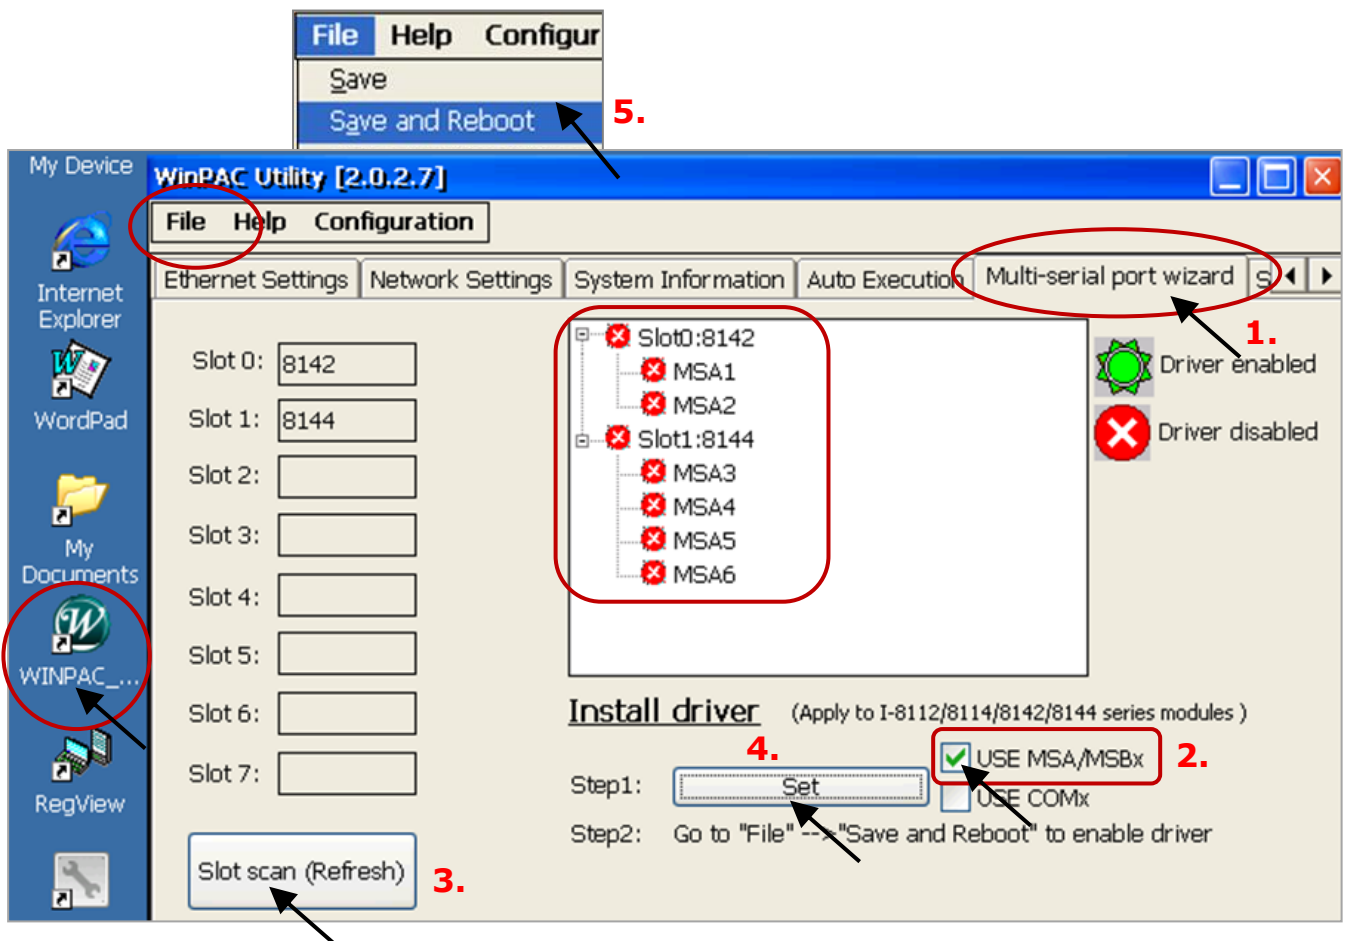 File Help Configur
Save
Save and Reboot
5.
My Device
WinPAC Utility [2.0.2.7]
File Help Configuration
Ethernet Settings Network Settings System Information Auto Execution Multi-serial port wizard S
1.
Internet
Explorer
WordPad
My
Documents
WINPAC_...
RegView
Slot 0: 8142
Slot 1: 8144
Slot 2:
Slot 3:
Slot 4:
Slot 5:
Slot 6:
Slot 7:
Slot scan (Refresh)
3.
Slot0:8142
MSA1
MSA2
Slot1:8144
MSA3
MSA4
MSA5
MSA6
Driver enabled
Driver disabled
Install driver (Apply to I-8112/8114/8142/8144 series modules )
4.
USE MSA/MSBx
2.
Step1: Set
USE COMx
Step2: Go to "File" -->"Save and Reboot" to enable driver